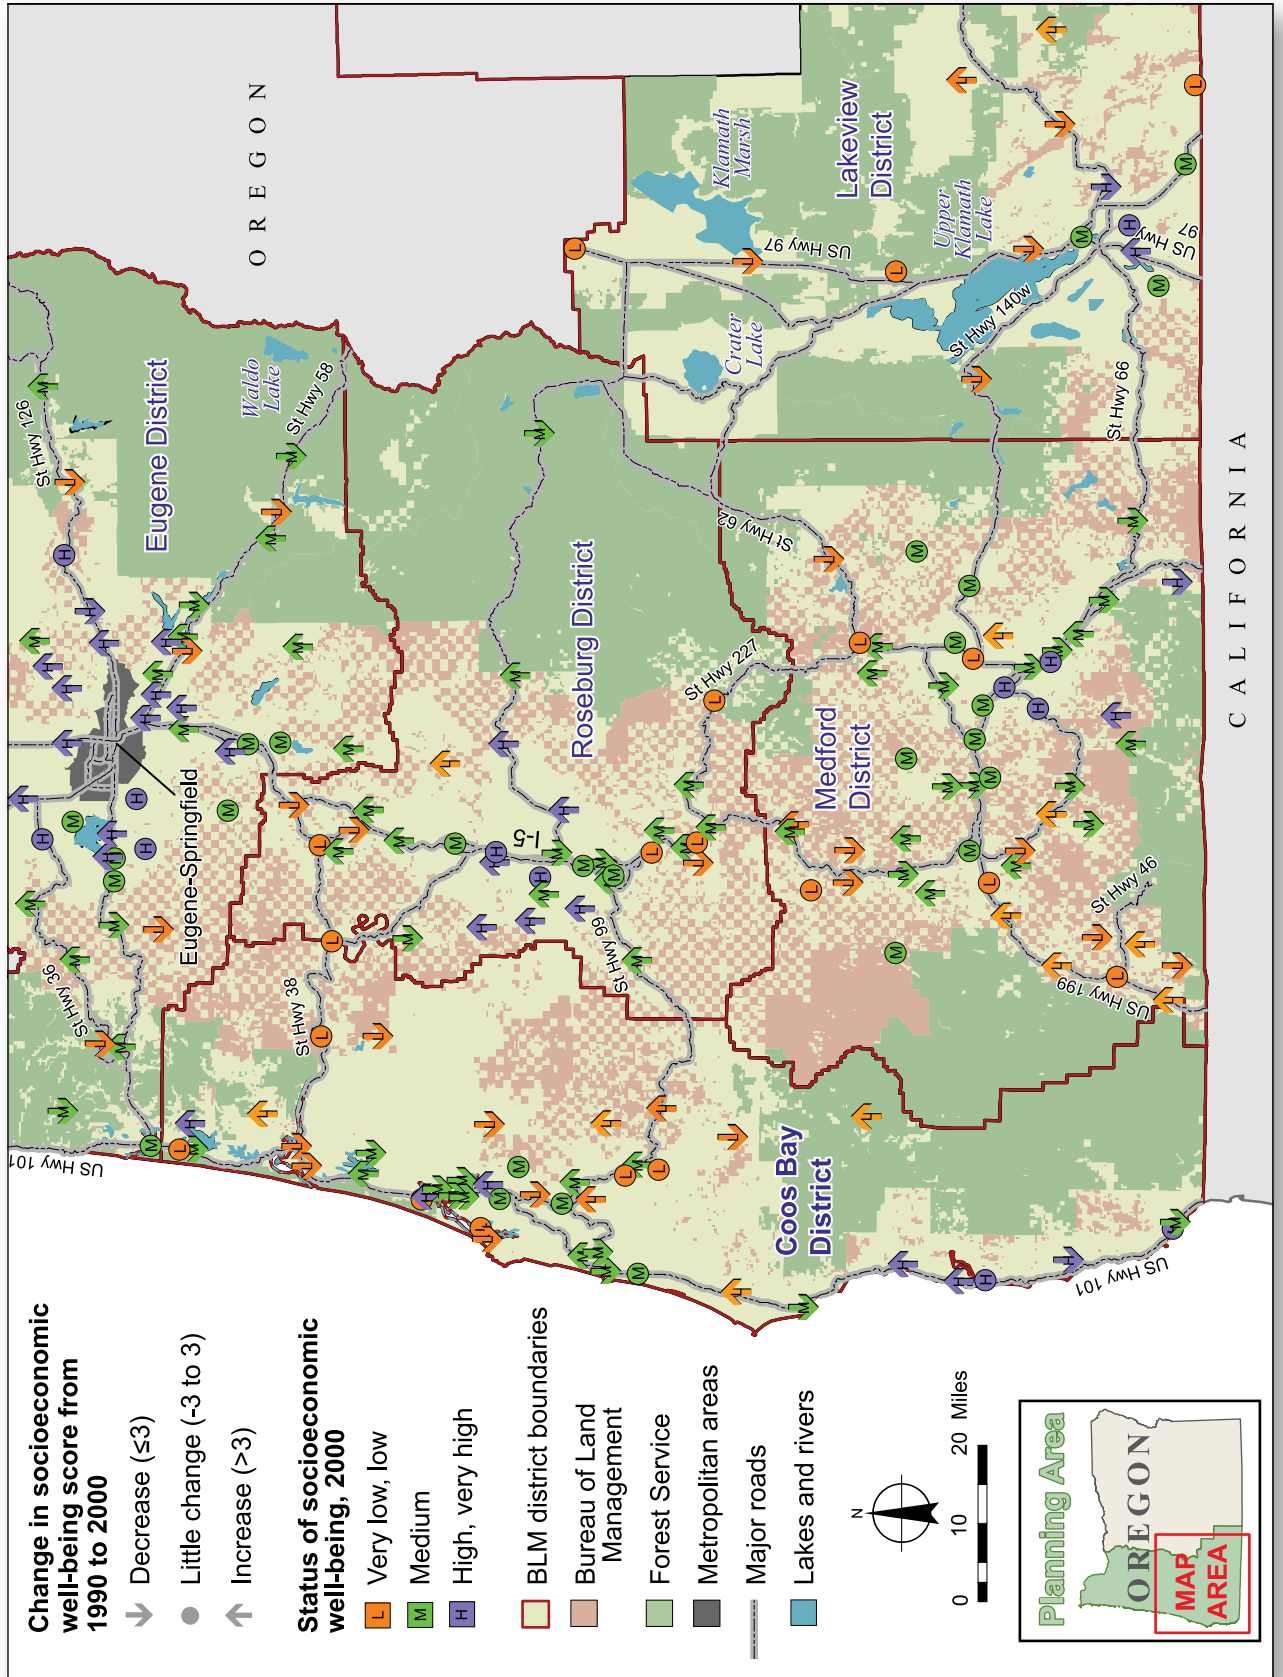 Change in socioeconomic
well-being score from
1990 to 2000
Decrease (≤3)
Little change (-3 to 3)
Increase (>3)
Status of socioeconomic
well-being, 2000
L Very low, low
M Medium
H High, very high
BLM district boundaries
Bureau of Land
Management
Forest Service
Metropolitan areas
Major roads
Lakes and rivers
N
0 10 20 Miles
Planning Area
OREGON
MAP
AREA
OREGON
CALIFORNIA
Eugene District
Roseburg District
Medford
District
Coos Bay
District
Lakeview
District
Eugene-Springfield
Waldo
Lake
Crater
Lake
Klamath
Marsh
Upper
Klamath
Lake
St Hwy 126
St Hwy 58
St Hwy 36
St Hwy 38
St Hwy 99
I-5
St Hwy 227
St Hwy 62
St Hwy 140w
St Hwy 66
St Hwy 46
US Hwy 199
US Hwy 97
US Hwy
97
US Hwy 101
US Hwy 101